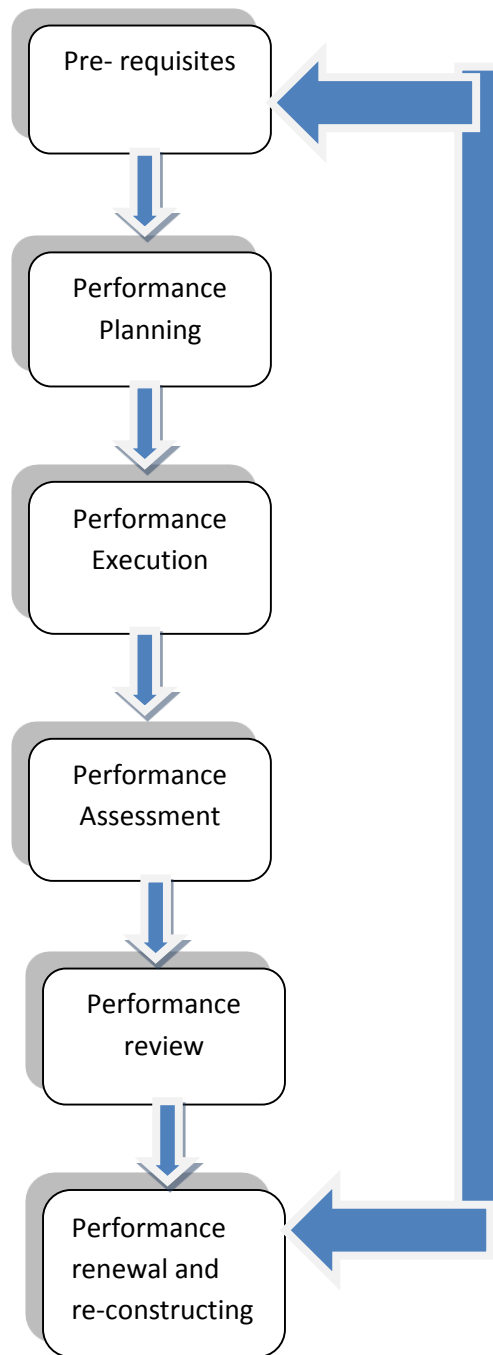 Pre- requisites
Performance
Planning
Performance
Execution
Performance
Assessment
Performance
review
Performance
renewal and
re-constructing